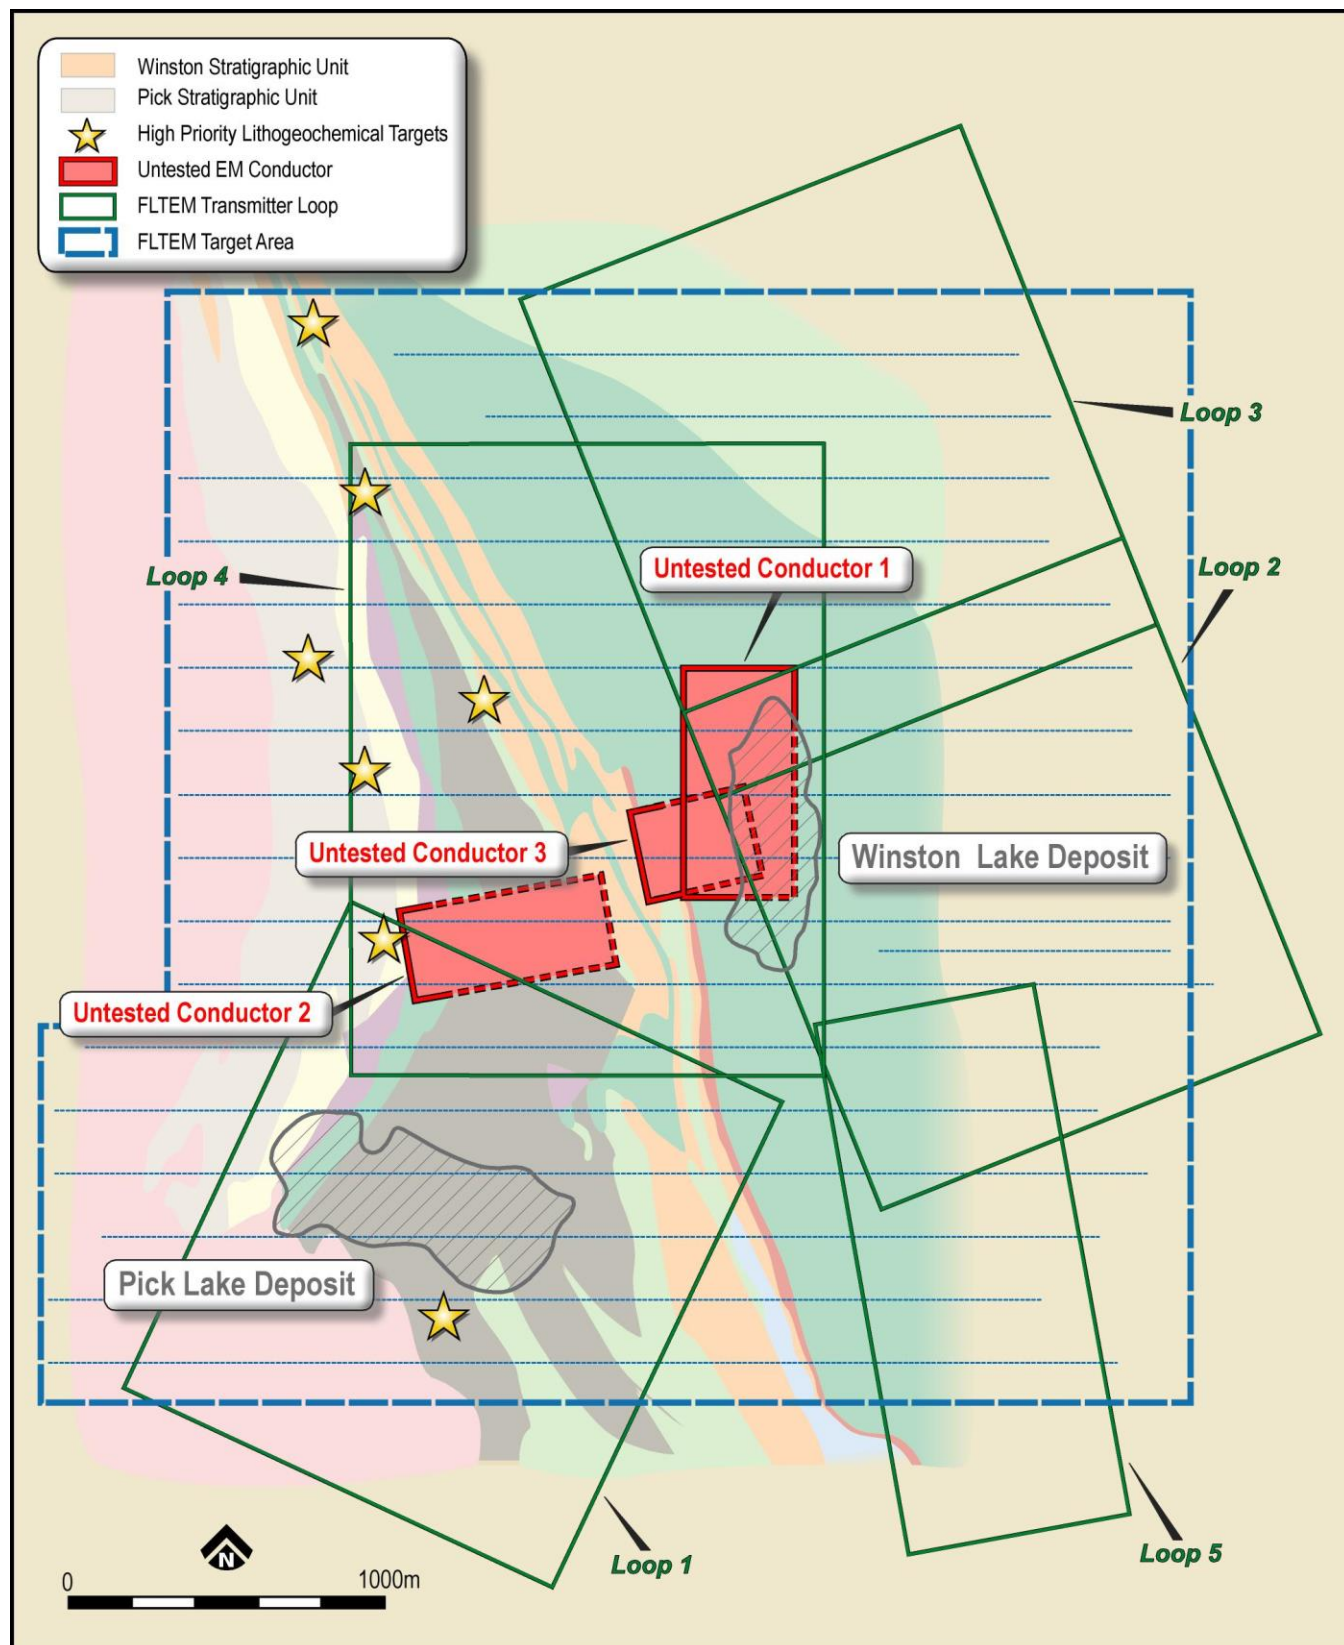 Winston Stratigraphic Unit
Pick Stratigraphic Unit
High Priority Lithogeochemical Targets
Untested EM Conductor
FLTEM Transmitter Loop
FLTEM Target Area
Loop 3
Loop 2
Untested Conductor 1
Loop 4
Untested Conductor 3
Winston Lake Deposit
Untested Conductor 2
Pick Lake Deposit
Loop 5
Loop 1
N
0 1000m